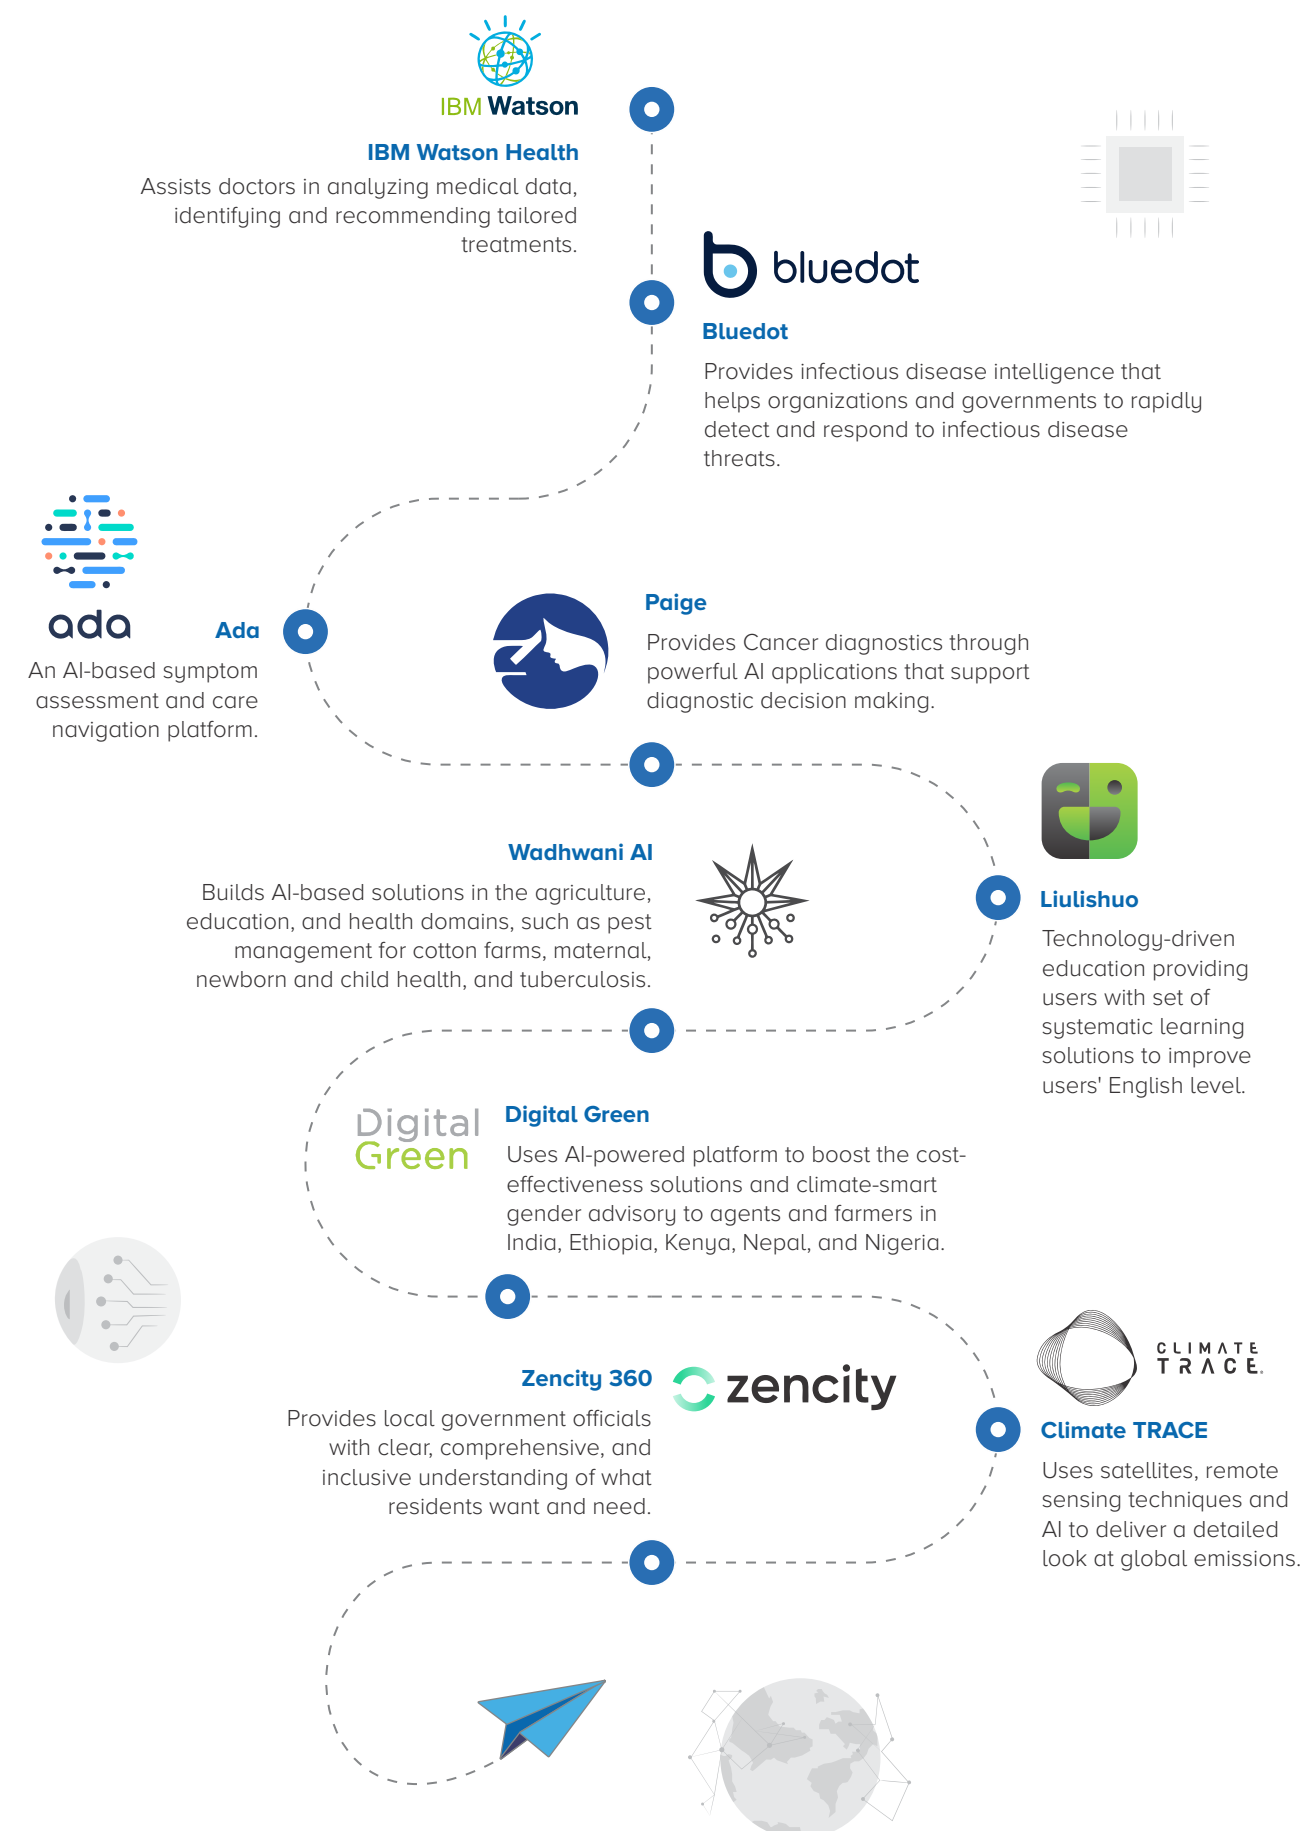 IBM Watson
IBM Watson Health
Assists doctors in analyzing medical data,
identifying and recommending tailored
treatments.
bluedot
Bluedot
Provides infectious disease intelligence that
helps organizations and governments to rapidly
detect and respond to infectious disease
threats.
ada
Ada
An AI-based symptom
assessment and care
navigation platform.
Paige
Provides Cancer diagnostics through
powerful AI applications that support
diagnostic decision making.
Liulishuo
Technology-driven
education providing
users with set of
systematic learning
solutions to improve
users' English level.
Wadhwani AI
Builds AI-based solutions in the agriculture,
education, and health domains, such as pest
management for cotton farms, maternal,
newborn and child health, and tuberculosis.
Digital
Green
Digital Green
Uses AI-powered platform to boost the cost-
effectiveness solutions and climate-smart
gender advisory to agents and farmers in
India, Ethiopia, Kenya, Nepal, and Nigeria.
CLIMATE
TRACE.
Climate TRACE
Uses satellites, remote
sensing techniques and
AI to deliver a detailed
look at global emissions.
Zencity 360
zencity
Provides local government officials
with clear, comprehensive, and
inclusive understanding of what
residents want and need.